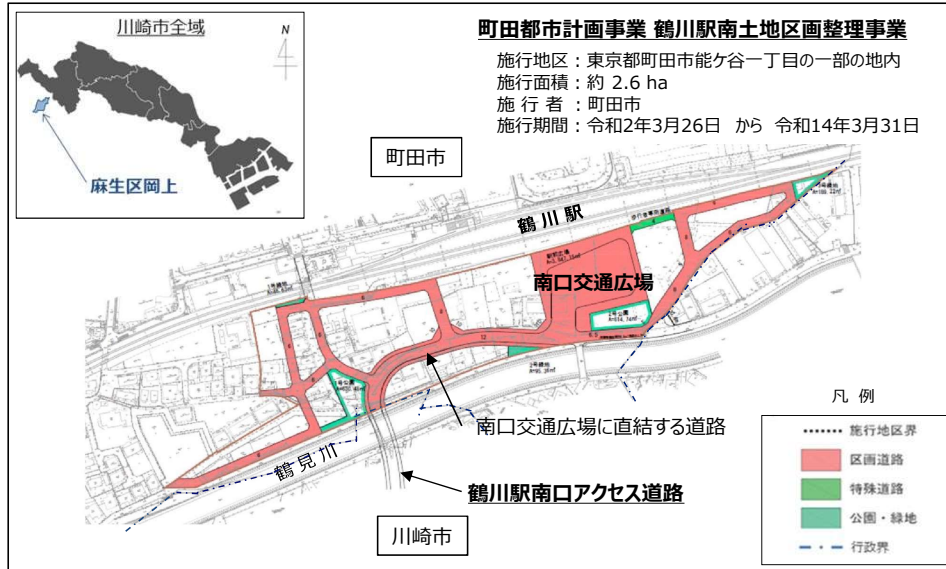 川崎市全域
N
麻生区岡上
町田都市計画事業 鶴川駅南土地区画整理事業
施行地区：東京都町田市能ケ谷一丁目の一部の地内
施行面積：約 2.6 ha
施 行 者 ：町田市
施行期間：令和2年3月26日 から 令和14年3月31日
町田市
鶴 川 駅
南口交通広場
南口交通広場に直結する道路
鶴 見 川
鶴川駅南口アクセス道路
川崎市
凡 例
施行地区界
区画道路
特殊道路
公園・緑地
行政界